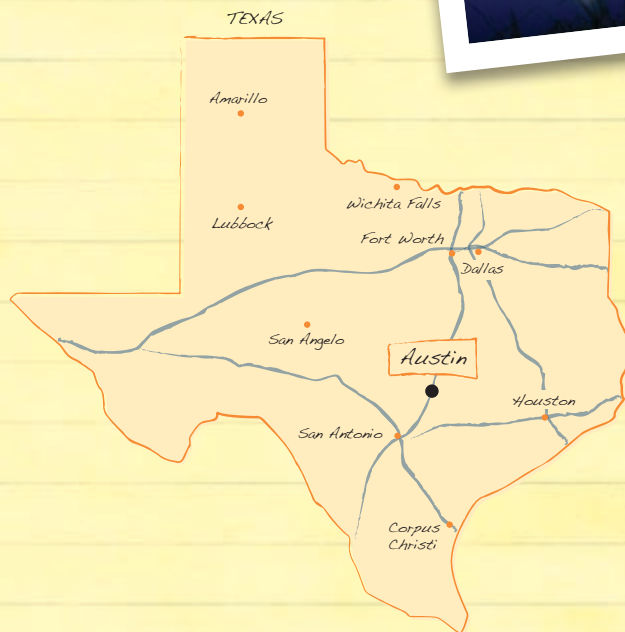 TEXAS
Amarillo
Wichita Falls
Lubbock
Fort Worth
Dallas
San Angelo
Austin
Houston
San Antonio
Corpus
Christi